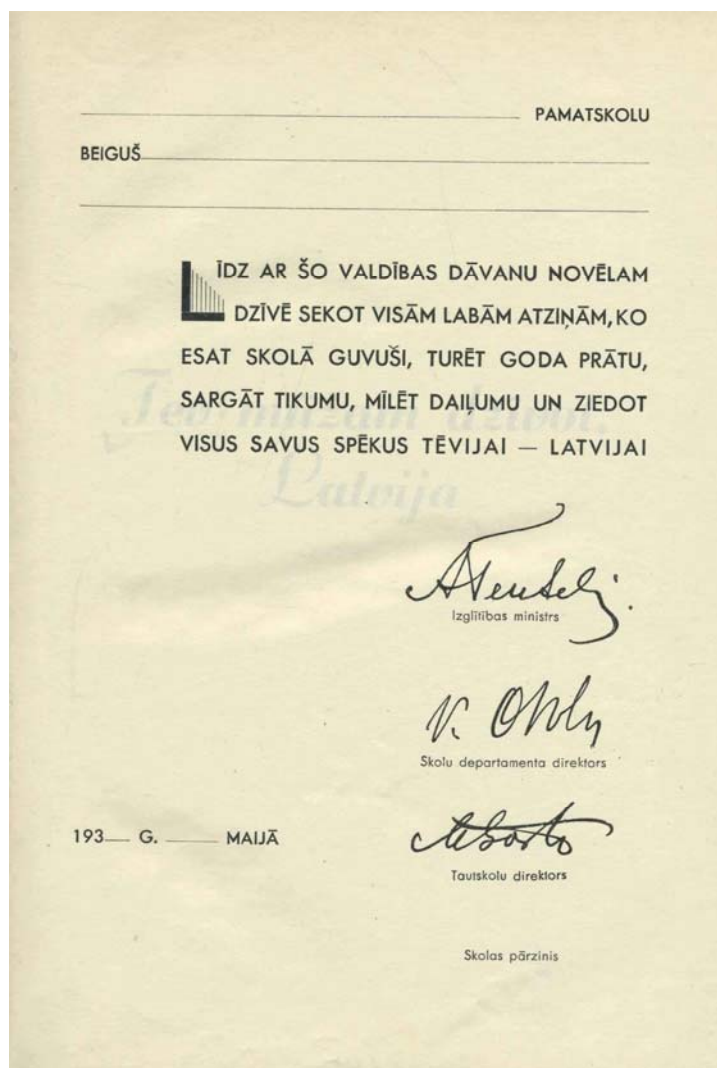 PAMATSKOLU
BEIGUŠ
LĪDZ AR ŠO VALDĪBAS DĀVANU NOVĒLAM
DZĪVĒ SEKOT VISĀM LABĀM ATZIŅĀM, KO
ESAT SKOLĀ GUVUŠI, TURĒT GODA PRĀTU,
SARGĀT TIKUMU, MĪLĒT DAIĻUMU UN ZIEDOT
VISUS SAVUS SPĒKUS TĒVIJAI — LATVIJAI
Latvija
Izglītības ministrs
Skolu departamenta direktors
193 G. MAIJĀ
Tautskolu direktors
Skolas pārzinis